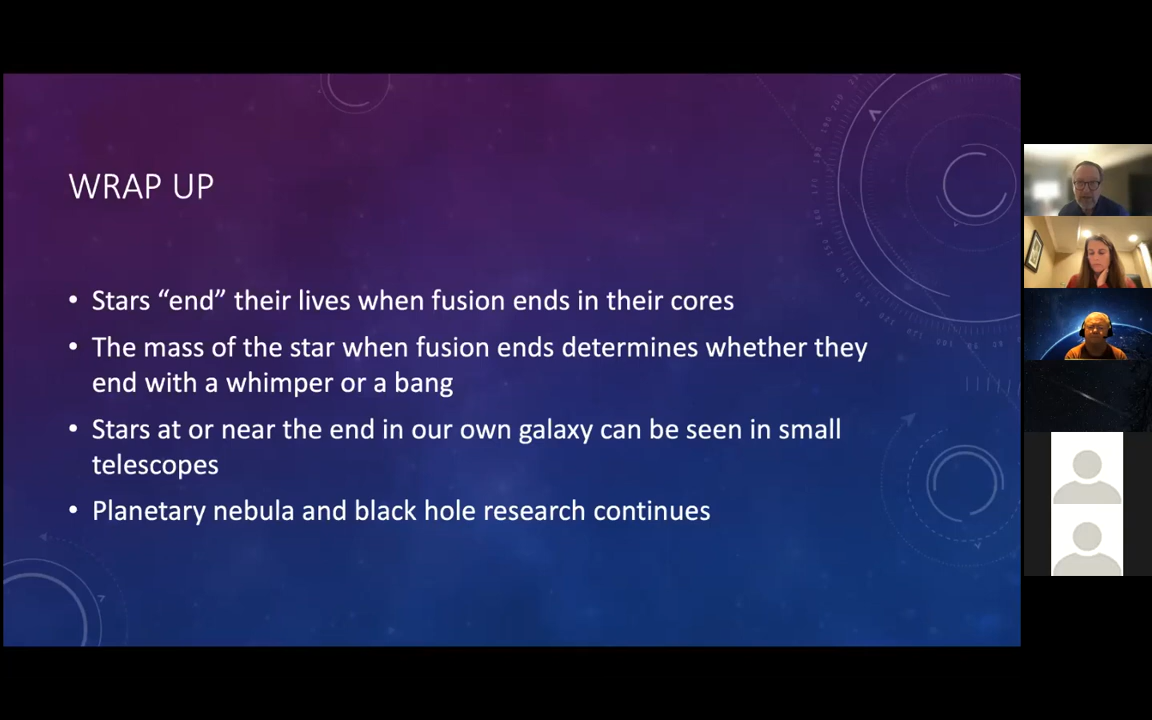 WRAP UP
• Stars “end” their lives when fusion ends in their cores
• The mass of the star when fusion ends determines whether they
end with a whimper or a bang
• Stars at or near the end in our own galaxy can be seen in small
telescopes
• Planetary nebula and black hole research continues